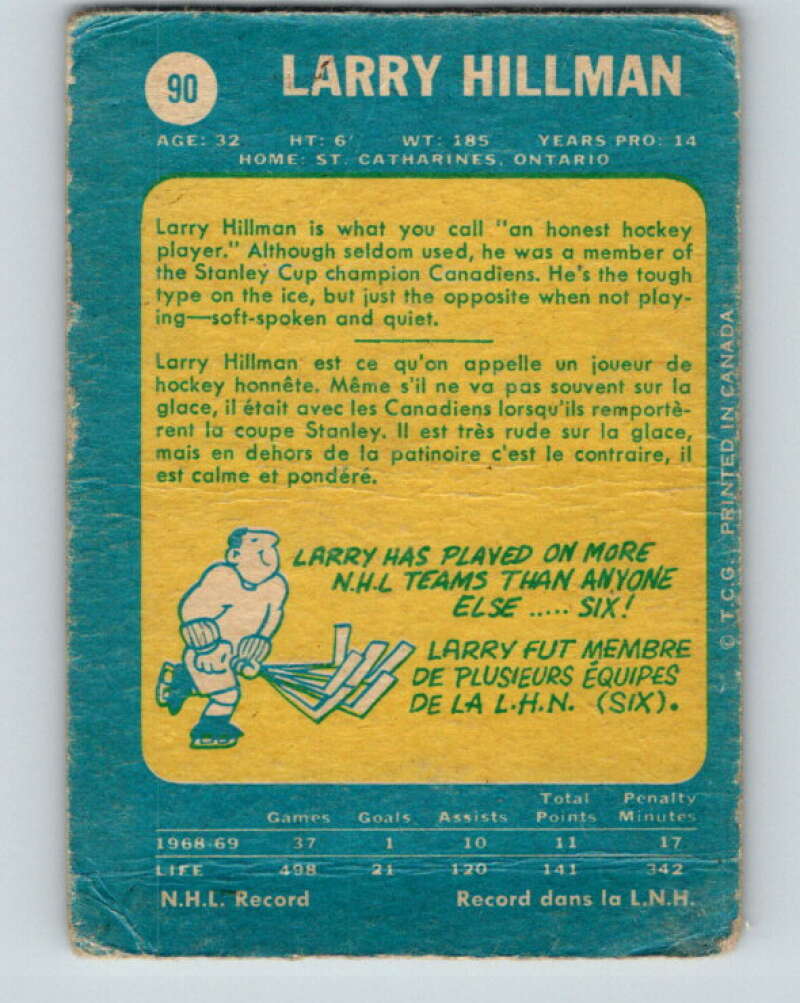 90
LARRY HILLMAN
AGE: 32 HT: 6' WT: 185 YEARS PRO: 14
HOME: ST. CATHARINES, ONTARIO
Larry Hillman is what you call "an honest hockey
player." Although seldom used, he was a member of
the Stanley Cup champion Canadiens. He's the tough
type on the ice, but just the opposite when not play-
ing—soft-spoken and quiet.
Larry Hillman est ce qu'on appelle un joueur de
hockey honnête. Même s'il ne va pas souvent sur la
glace, il était avec les Canadiens lorsqu'ils remportè-
rent la coupe Stanley. Il est très rude sur la glace,
mais en dehors de la patinoire c'est le contraire, il
est calme et pondéré.
LARRY HAS PLAYED ON MORE
N.H.L TEAMS THAN ANYONE
ELSE ..... SIX!
LARRY FUT MEMBRE
DE PLUSIEURS ÉQUIPES
DE LA L.H.N. (SIX).
© T.C.G. PRINTED IN CANADA
Total Penalty
Games Goals Assists Points Minutes
1968-69 37 1 10 11 17
LIFE 498 21 120 141 342
N.H.L. Record Record dans la L.N.H.